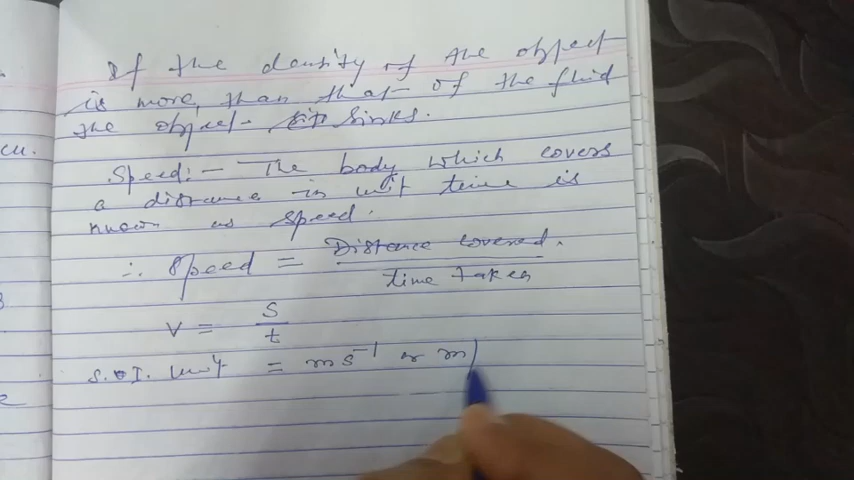 If the density of the object
is more, than that of the fluid
the object sinks.
Speed:- The body which covers
a distance in unit time is
known as speed.
∴ Speed = Distance covered.
time taken
V = S
t
S.I. Unit = ms⁻¹ or m/
cu.